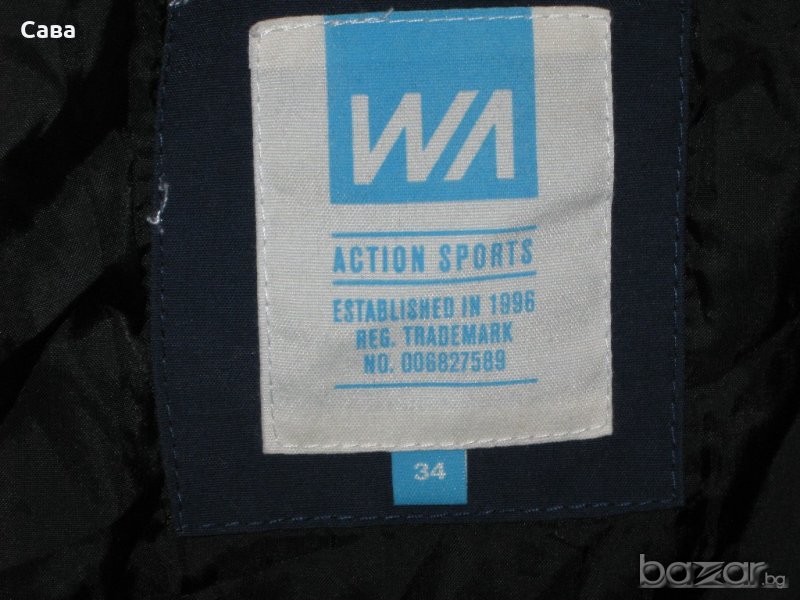 Сава
WA
ACTION SPORTS
ESTABLISHED IN 1996
REG. TRADEMARK
NO. 006827589
34
bazar.bg